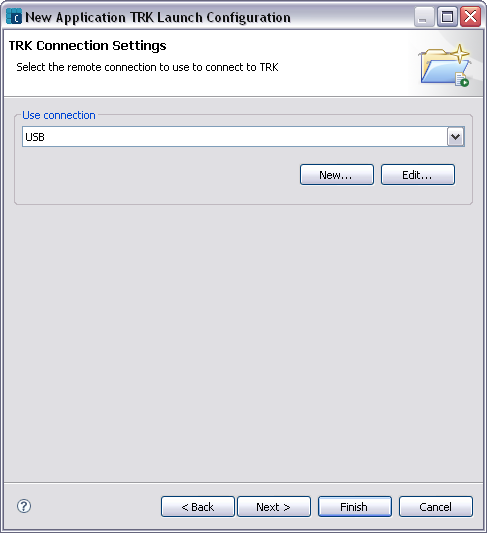 New Application TRK Launch Configuration
TRK Connection Settings
Select the remote connection to use to connect to TRK
Use connection
USB
New...
Edit...
?
< Back
Next >
Finish
Cancel